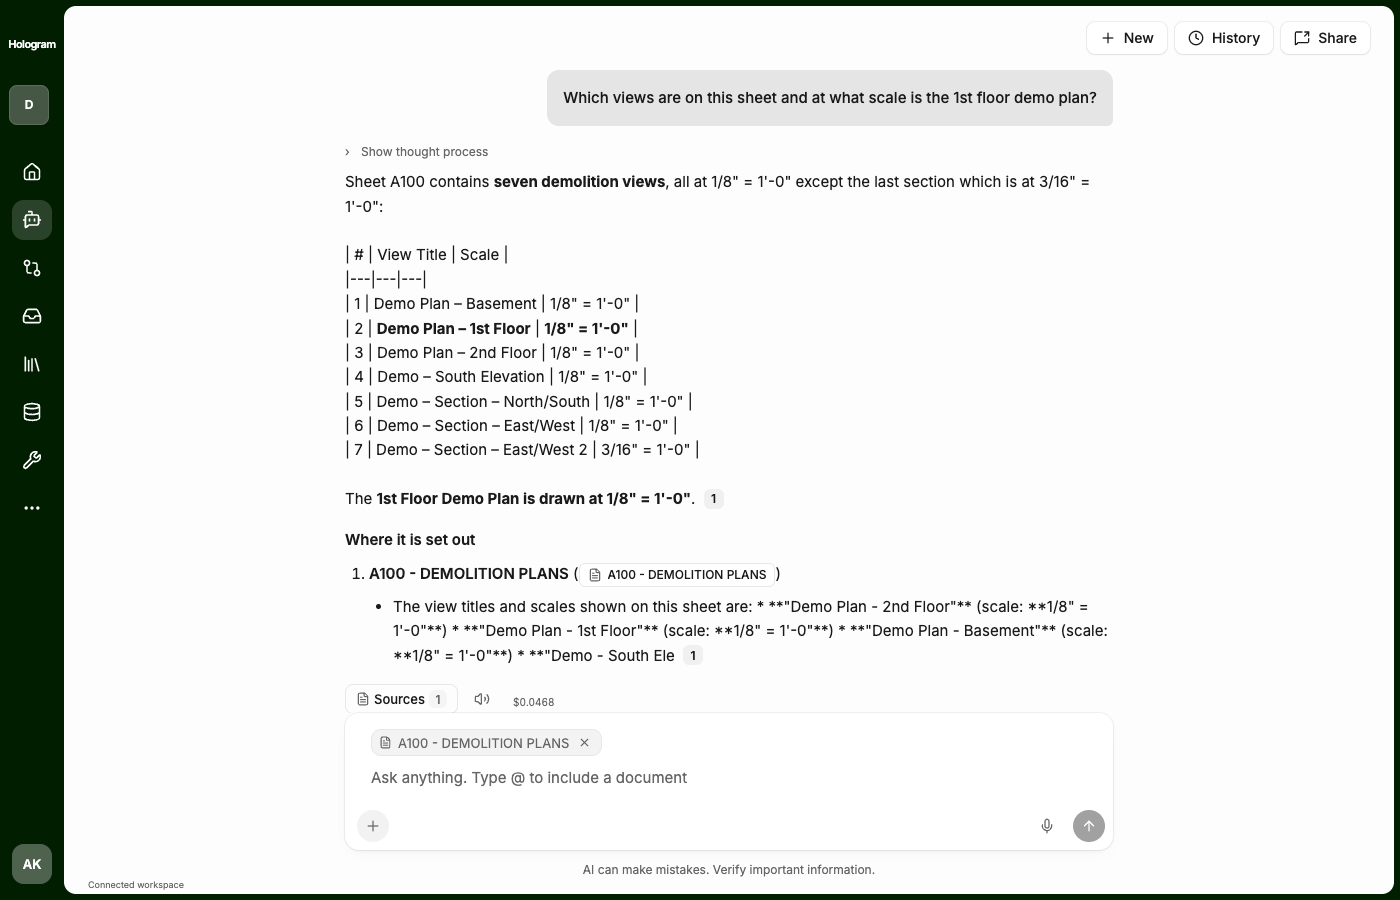 Hologram
D
New
History
Share
Which views are on this sheet and at what scale is the 1st floor demo plan?
Show thought process
Sheet A100 contains seven demolition views, all at 1/8" = 1'-0" except the last section which is at 3/16" =
1'-0":
| # | View Title | Scale |
|---|---|---|
| 1 | Demo Plan – Basement | 1/8" = 1'-0" |
| 2 | Demo Plan – 1st Floor | 1/8" = 1'-0" |
| 3 | Demo Plan – 2nd Floor | 1/8" = 1'-0" |
| 4 | Demo – South Elevation | 1/8" = 1'-0" |
| 5 | Demo – Section – North/South | 1/8" = 1'-0" |
| 6 | Demo – Section – East/West | 1/8" = 1'-0" |
| 7 | Demo – Section – East/West 2 | 3/16" = 1'-0" |
The 1st Floor Demo Plan is drawn at 1/8" = 1'-0". 1
Where it is set out
1. A100 - DEMOLITION PLANS ( A100 - DEMOLITION PLANS )
• The view titles and scales shown on this sheet are: * **"Demo Plan - 2nd Floor"** (scale: **1/8" =
1'-0"**) * **"Demo Plan - 1st Floor"** (scale: **1/8" = 1'-0"**) * **"Demo Plan - Basement"** (scale:
**1/8" = 1'-0"**) * **"Demo - South Ele 1
Sources 1
$0.0468
A100 - DEMOLITION PLANS
Ask anything. Type @ to include a document
AI can make mistakes. Verify important information.
AK
Connected workspace